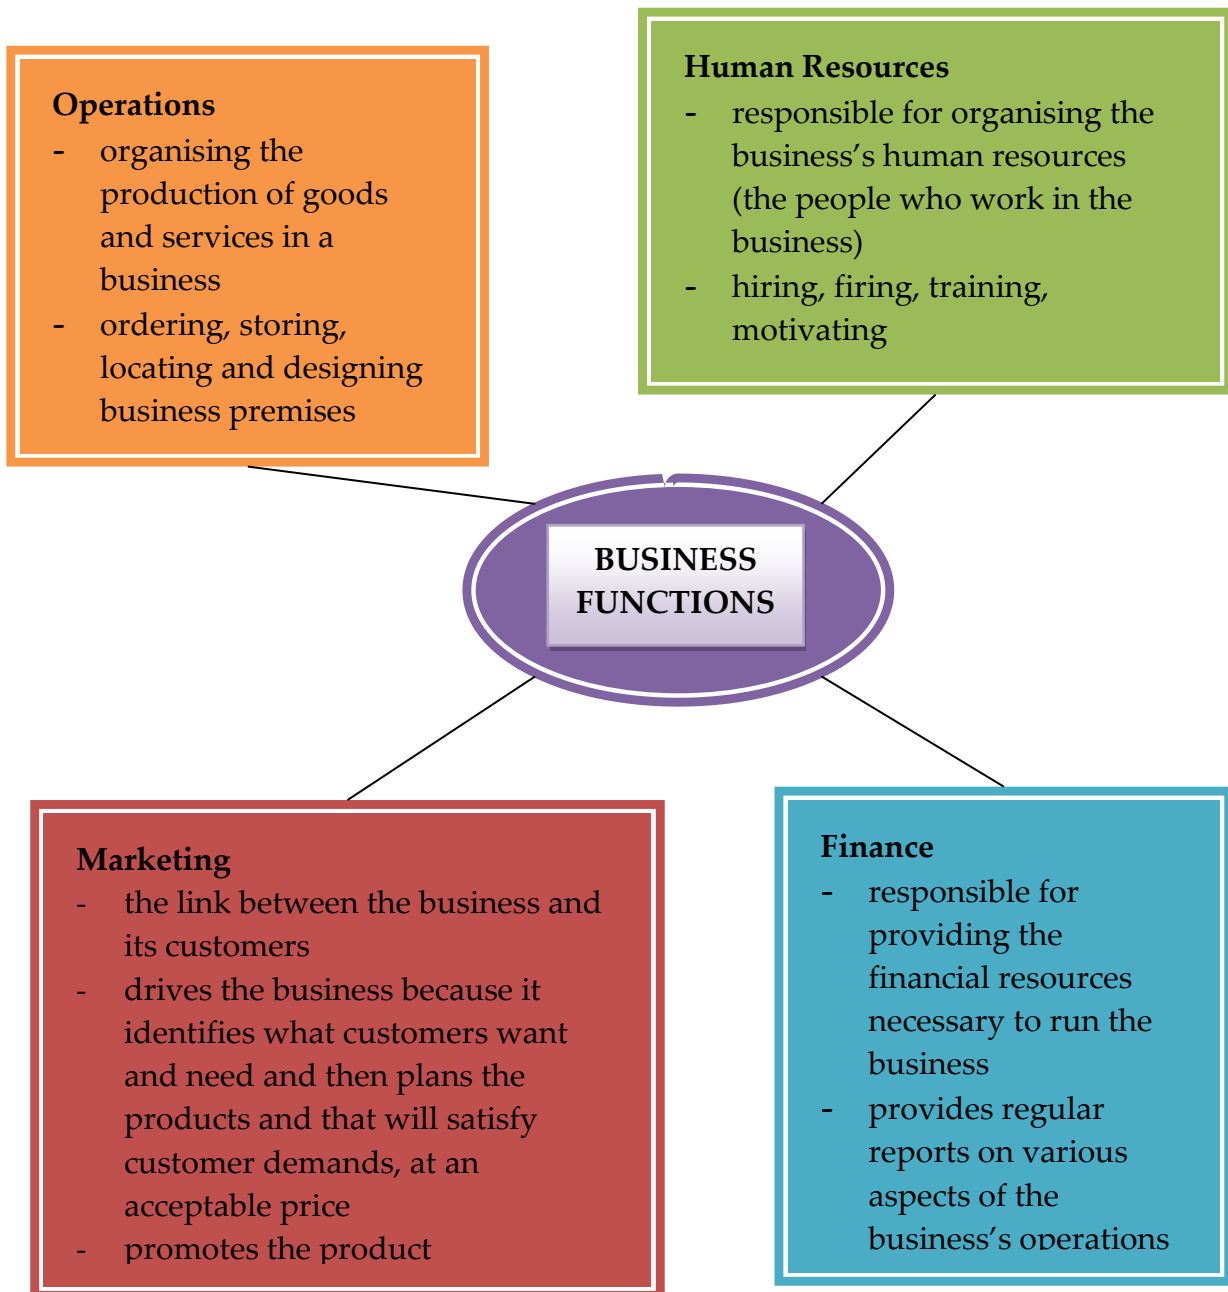 Operations
- organising the
production of goods
and services in a
business
- ordering, storing,
locating and designing
business premises
Human Resources
- responsible for organising the
business’s human resources
(the people who work in the
business)
- hiring, firing, training,
motivating
BUSINESS
FUNCTIONS
Marketing
- the link between the business and
its customers
- drives the business because it
identifies what customers want
and need and then plans the
products and that will satisfy
customer demands, at an
acceptable price
- promotes the product
Finance
- responsible for
providing the
financial resources
necessary to run the
business
- provides regular
reports on various
aspects of the
business’s operations